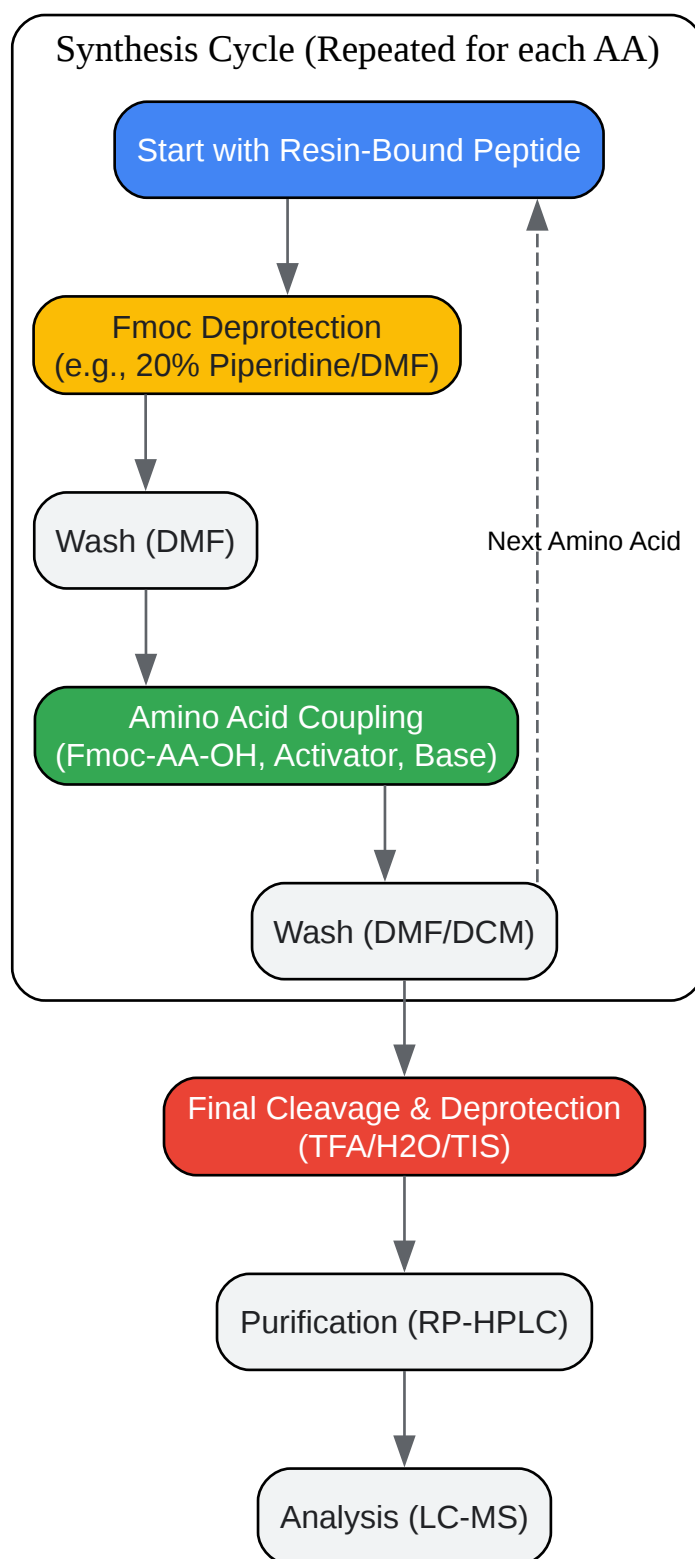 Synthesis Cycle (Repeated for each AA)
Start with Resin-Bound Peptide
Fmoc Deprotection
(e.g., 20% Piperidine/DMF)
Wash (DMF)
Next Amino Acid
Amino Acid Coupling
(Fmoc-AA-OH, Activator, Base)
Wash (DMF/DCM)
Final Cleavage & Deprotection
(TFA/H2O/TIS)
Purification (RP-HPLC)
Analysis (LC-MS)